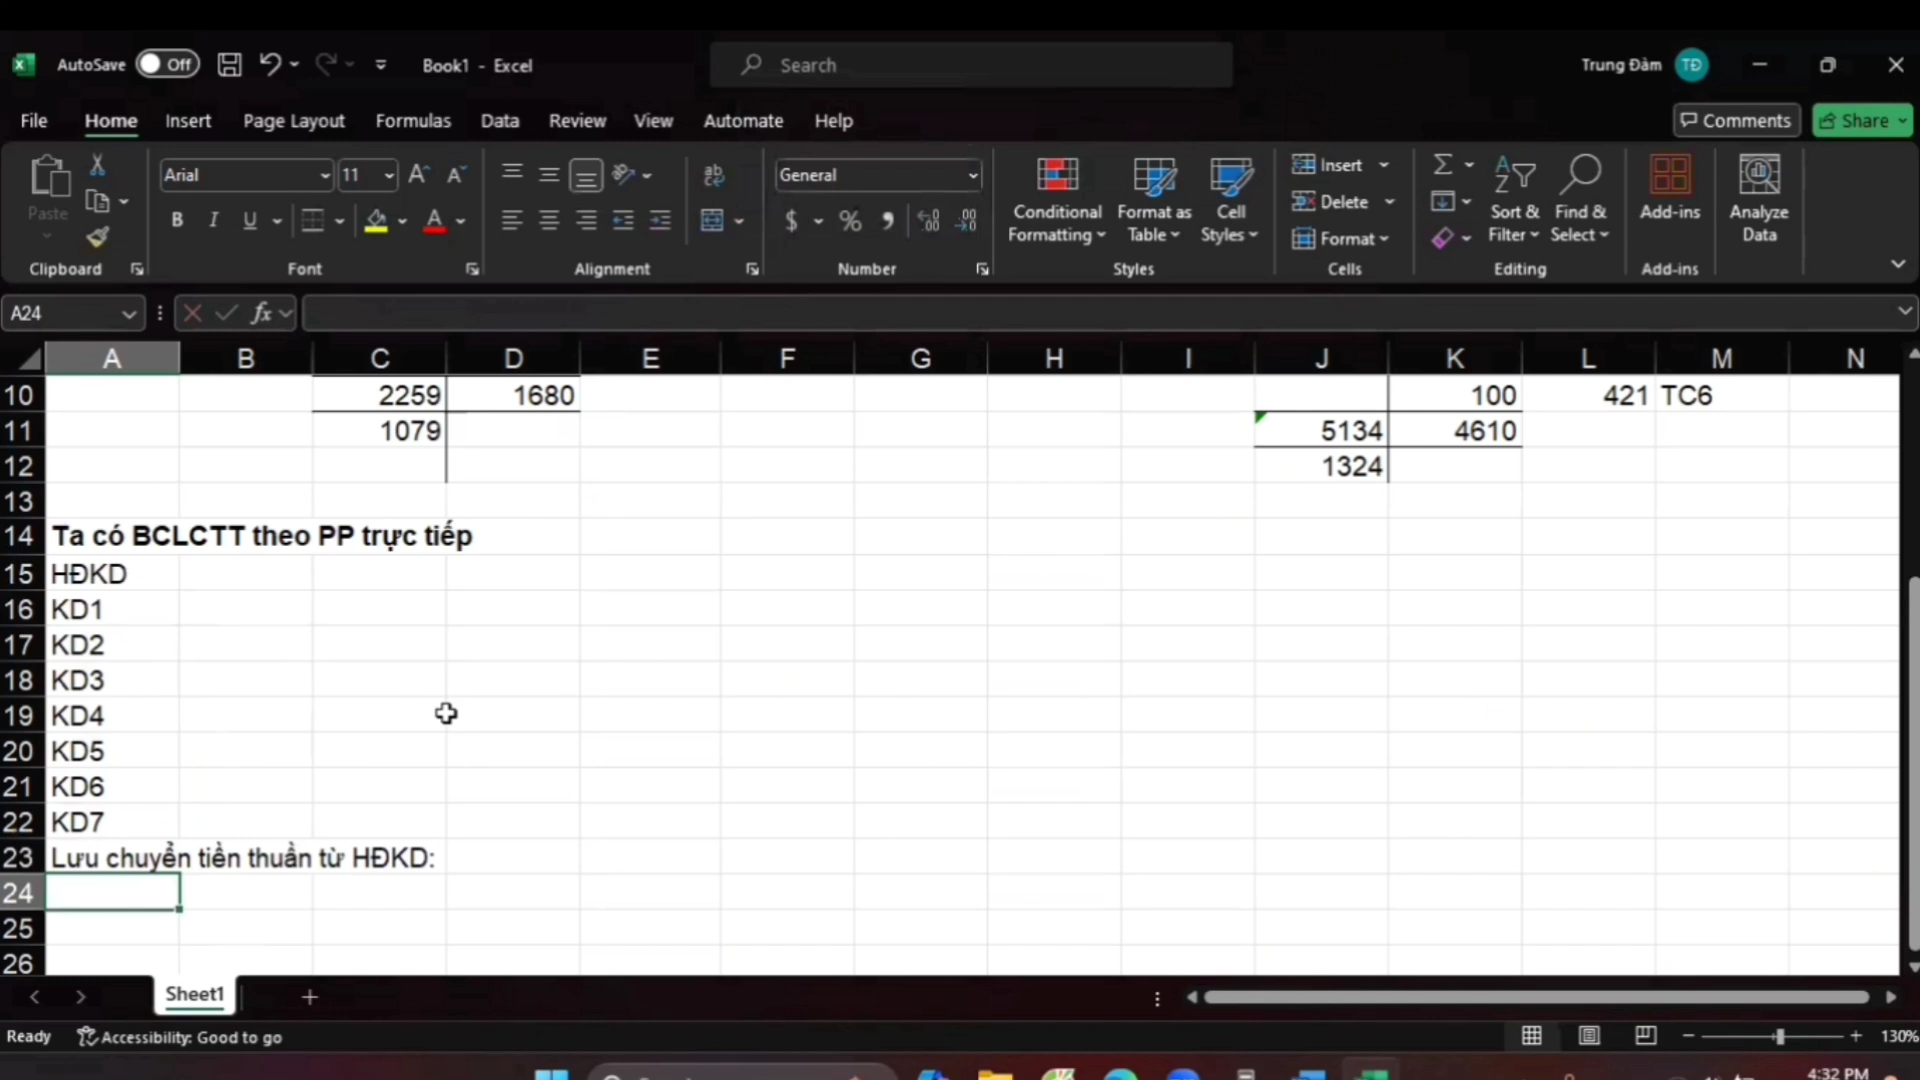 AutoSave Off Book1 - Excel Search Trung Đàm TĐ
File Home Insert Page Layout Formulas Data Review View Automate Help Comments Share
Paste Arial 11 General Conditional Formatting Format as Table Cell Styles Insert Delete Format Sort & Filter Find & Select Add-ins Analyze Data
Clipboard Font Alignment Number Styles Cells Editing Add-ins
A24 fx
A B C D E F G H I J K L M N
10 2259 1680 100 421 TC6
11 1079 5134 4610
12 1324
13
14 Ta có BCLCTT theo PP trực tiếp
15 HĐKD
16 KD1
17 KD2
18 KD3
19 KD4
20 KD5
21 KD6
22 KD7
23 Lưu chuyển tiền thuần từ HĐKD:
24
25
26
Sheet1
Ready Accessibility: Good to go 130%
4:32 PM